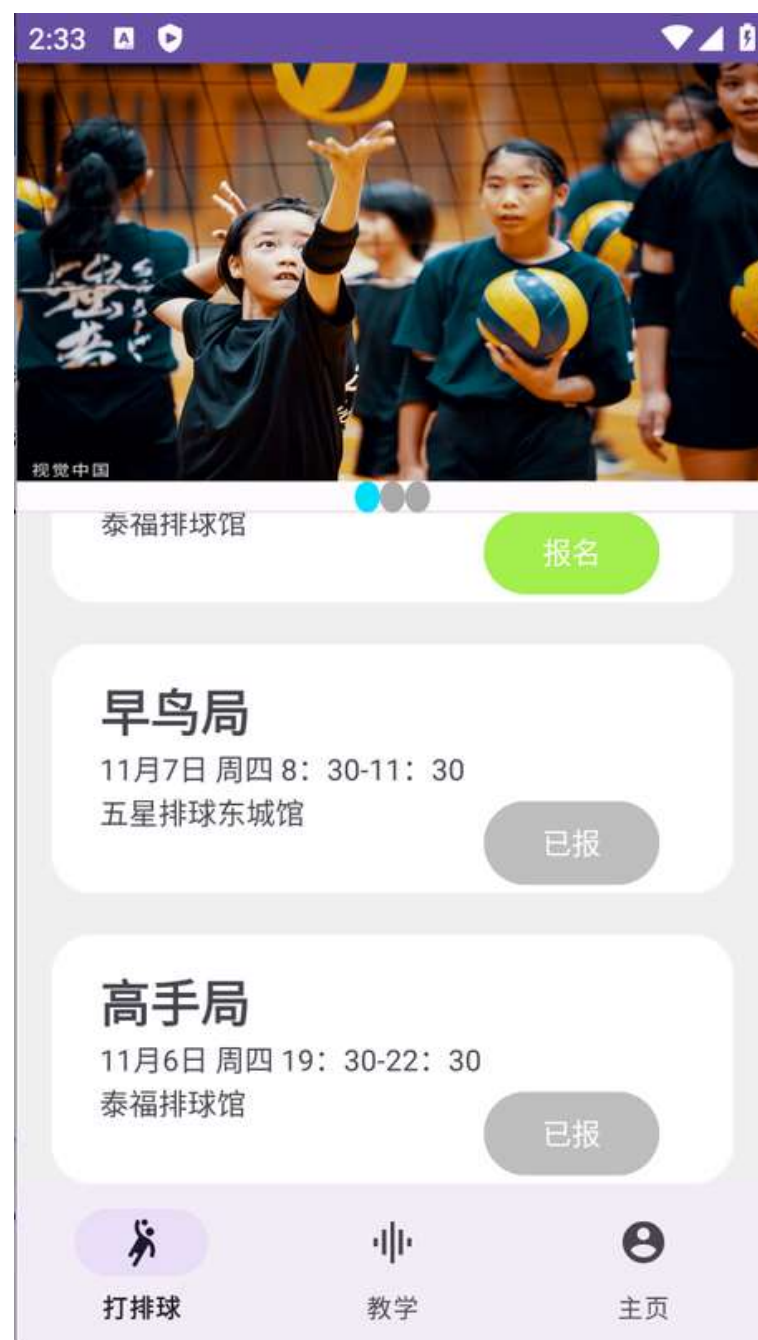 2:33
视觉中国
泰福排球馆
报名
早鸟局
11月7日 周四 8：30-11：30
五星排球东城馆
已报
高手局
11月6日 周四 19：30-22：30
泰福排球馆
已报
打排球
教学
主页